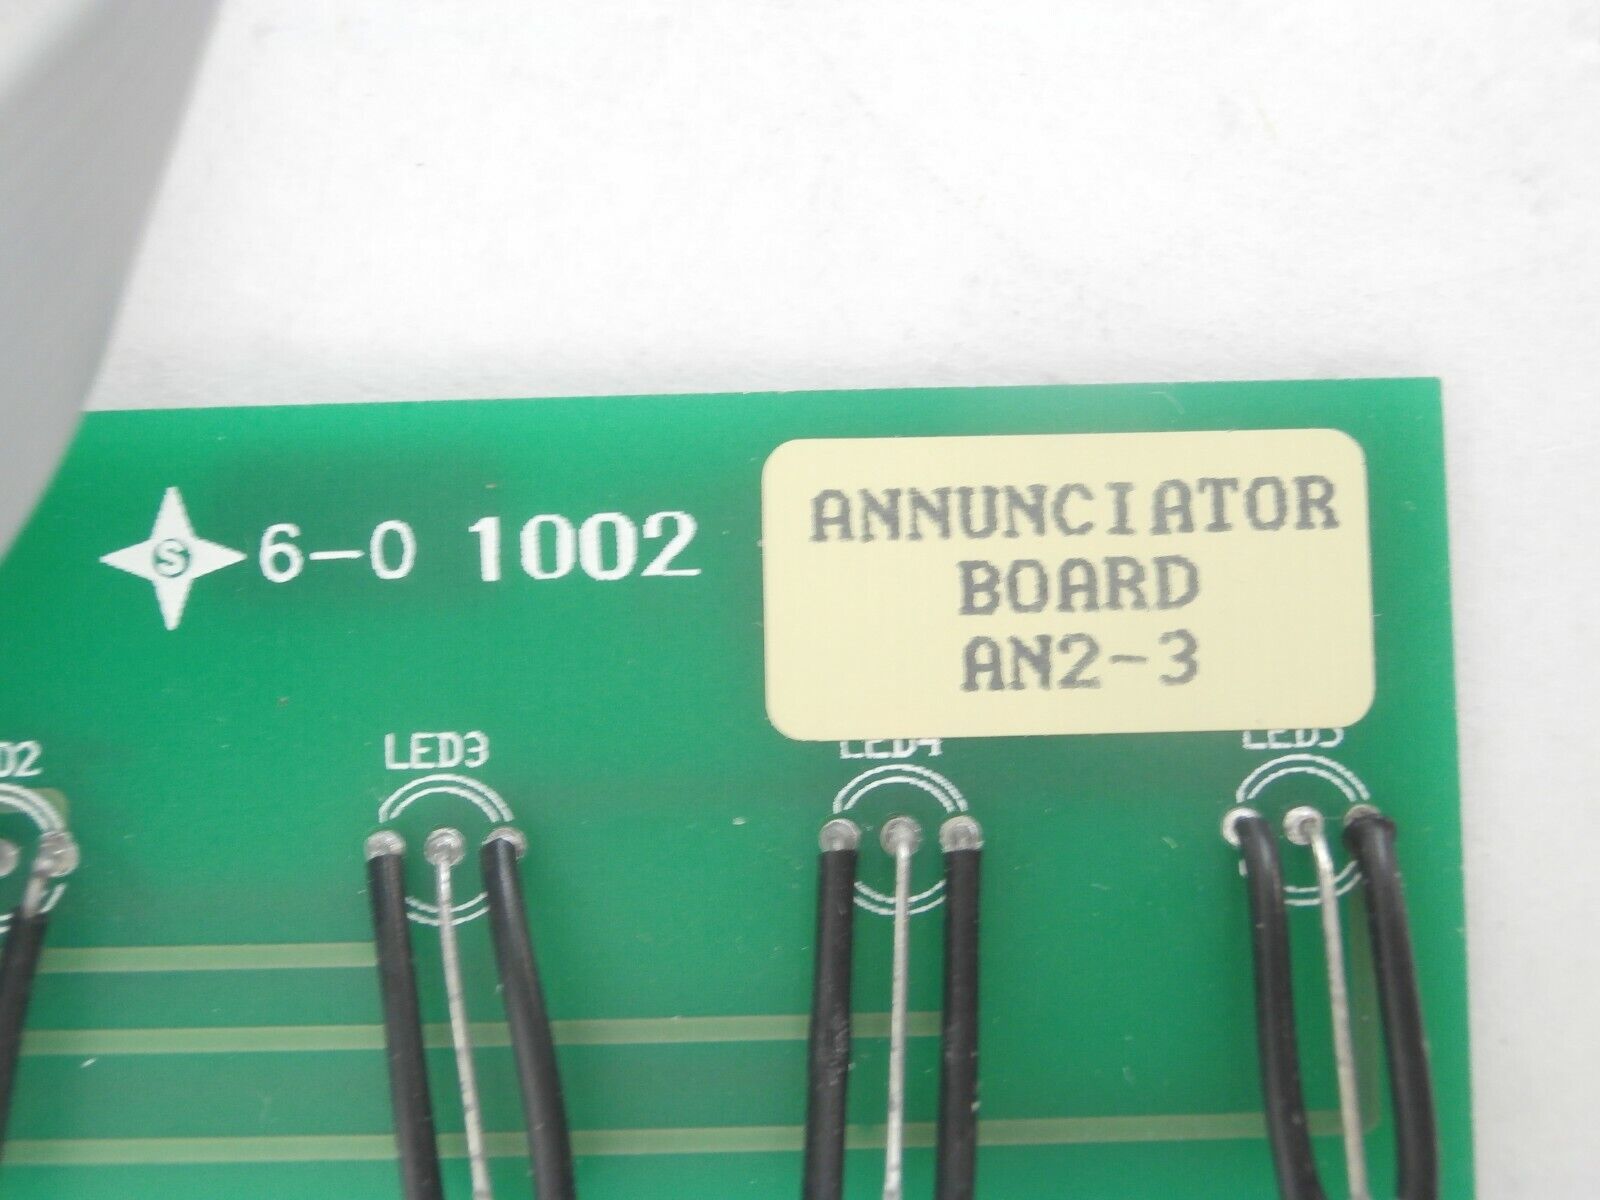 S 6-0 1002
ANNUNCIATOR
BOARD
AN2-3
LED3
LED4